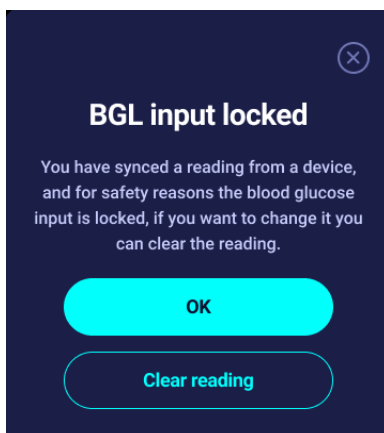 BGL input locked
You have synced a reading from a device,
and for safety reasons the blood glucose
input is locked, if you want to change it you
can clear the reading.
OK
Clear reading